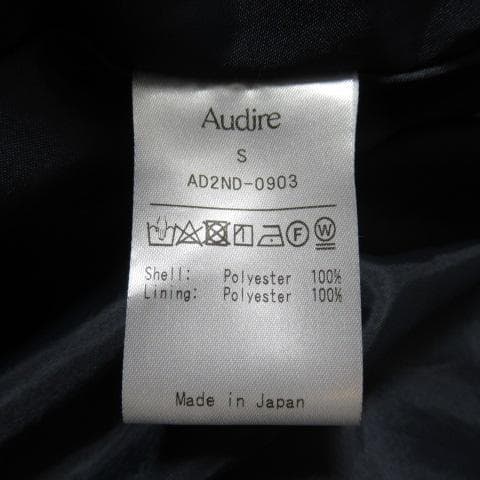 Audire
S
AD2ND-0903
F W
Shell: Polyester 100%
Lining: Polyester 100%
Made in Japan